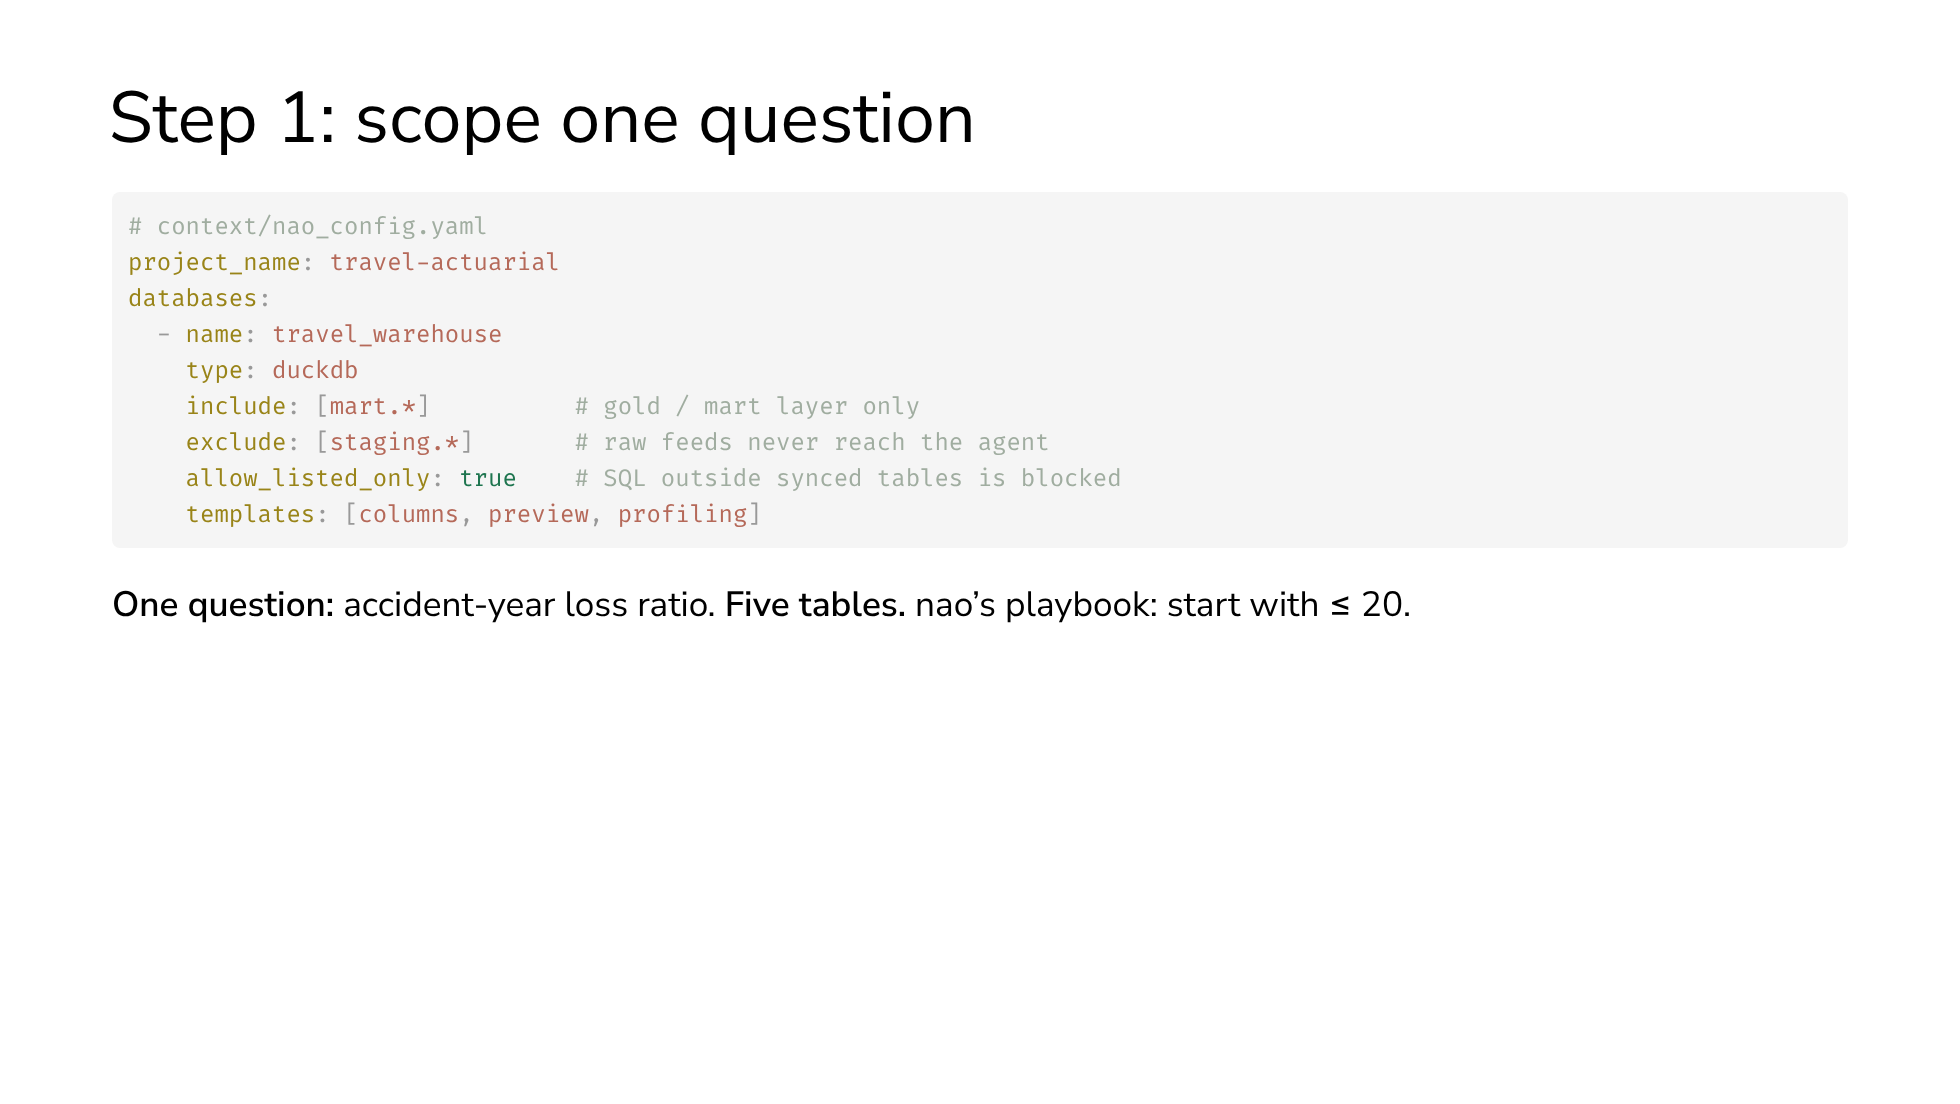 Step 1: scope one question
# context/nao_config.yaml
project_name: travel-actuarial
databases:
  - name: travel_warehouse
    type: duckdb
    include: [mart.*]          # gold / mart layer only
    exclude: [staging.*]       # raw feeds never reach the agent
    allow_listed_only: true    # SQL outside synced tables is blocked
    templates: [columns, preview, profiling]
One question: accident-year loss ratio. Five tables. nao’s playbook: start with ≤ 20.